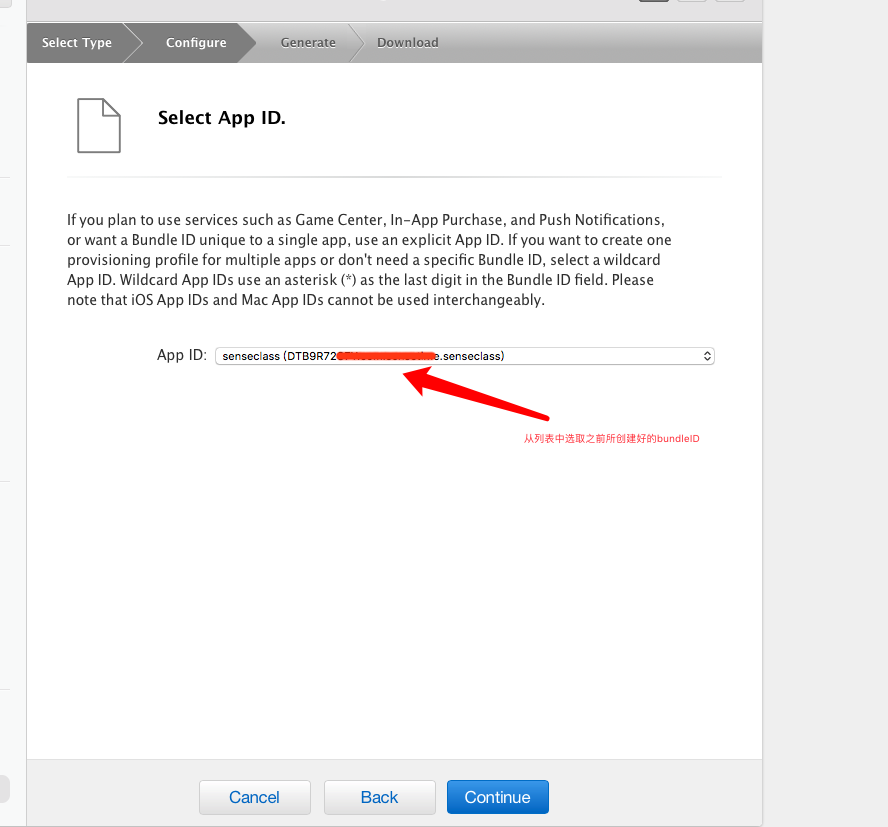 Select Type
Configure
Generate
Download
Select App ID.
If you plan to use services such as Game Center, In-App Purchase, and Push Notifications,
or want a Bundle ID unique to a single app, use an explicit App ID. If you want to create one
provisioning profile for multiple apps or don't need a specific Bundle ID, select a wildcard
App ID. Wildcard App IDs use an asterisk (*) as the last digit in the Bundle ID field. Please
note that iOS App IDs and Mac App IDs cannot be used interchangeably.
App ID: senseclass (DTB9R72 e.senseclass)
从列表中选取之前所创建好的bundleID
Cancel
Back
Continue